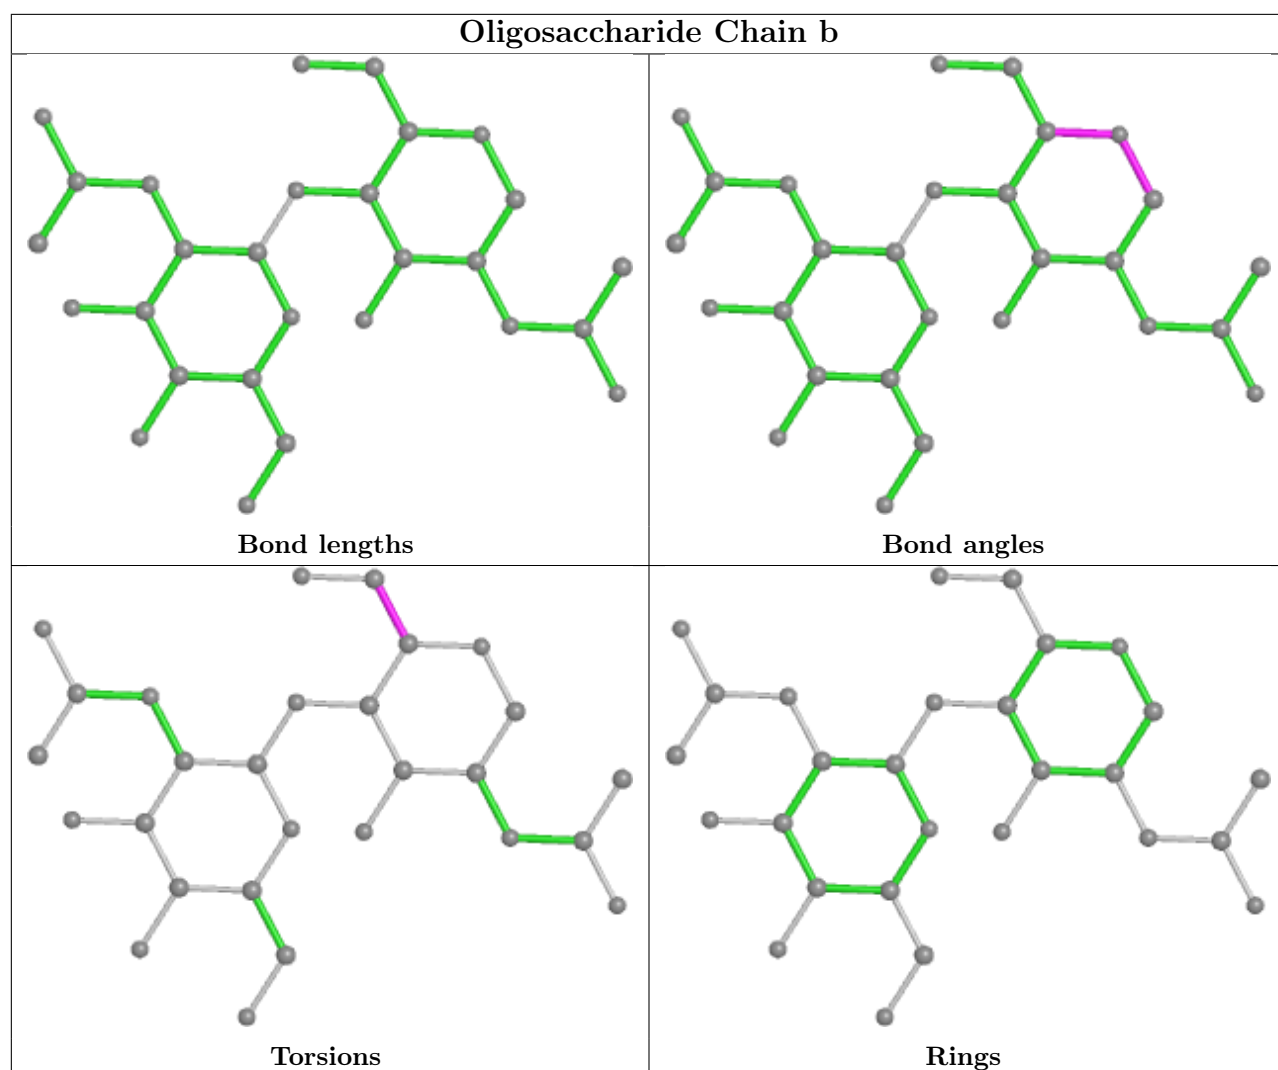 Oligosaccharide Chain b
Bond lengths
Bond angles
Torsions
Rings